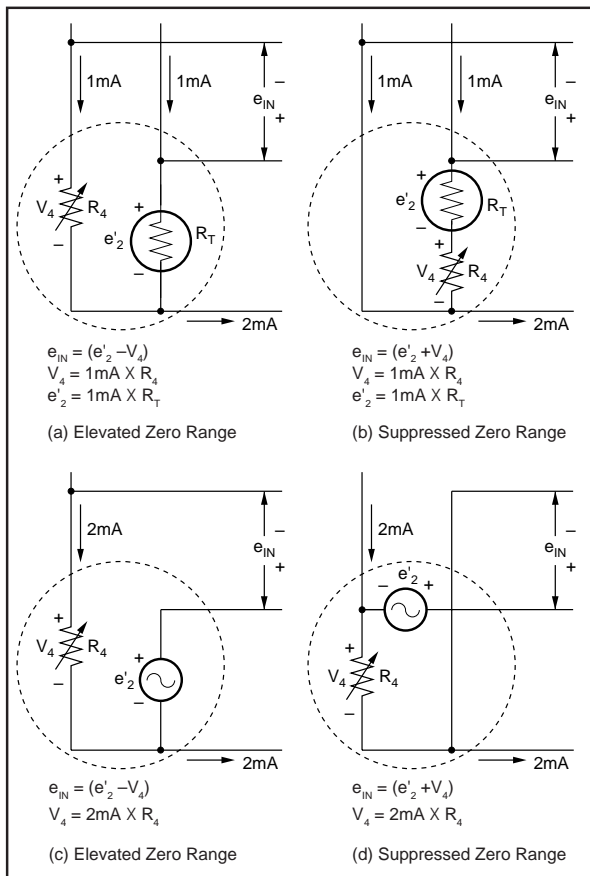 1mA
1mA
–
e_IN
+
+
V_4 R_4
–
+
e'_2
R_T
–
2mA
e_IN = (e'_2 –V_4)
V_4 = 1mA X R_4
e'_2 = 1mA X R_T
(a) Elevated Zero Range
1mA
–
e_IN
+
+
e'_2
R_T
–
+
V_4 R_4
–
2mA
e_IN = (e'_2 +V_4)
V_4 = 1mA X R_4
e'_2 = 1mA X R_T
(b) Suppressed Zero Range
2mA
–
e_IN
+
+
V_4 R_4
–
+
e'_2
–
2mA
e_IN = (e'_2 –V_4)
V_4 = 2mA X R_4
(c) Elevated Zero Range
2mA
–
e_IN
+
e'_2
– +
+
V_4 R_4
–
2mA
e_IN = (e'_2 +V_4)
V_4 = 2mA X R_4
(d) Suppressed Zero Range